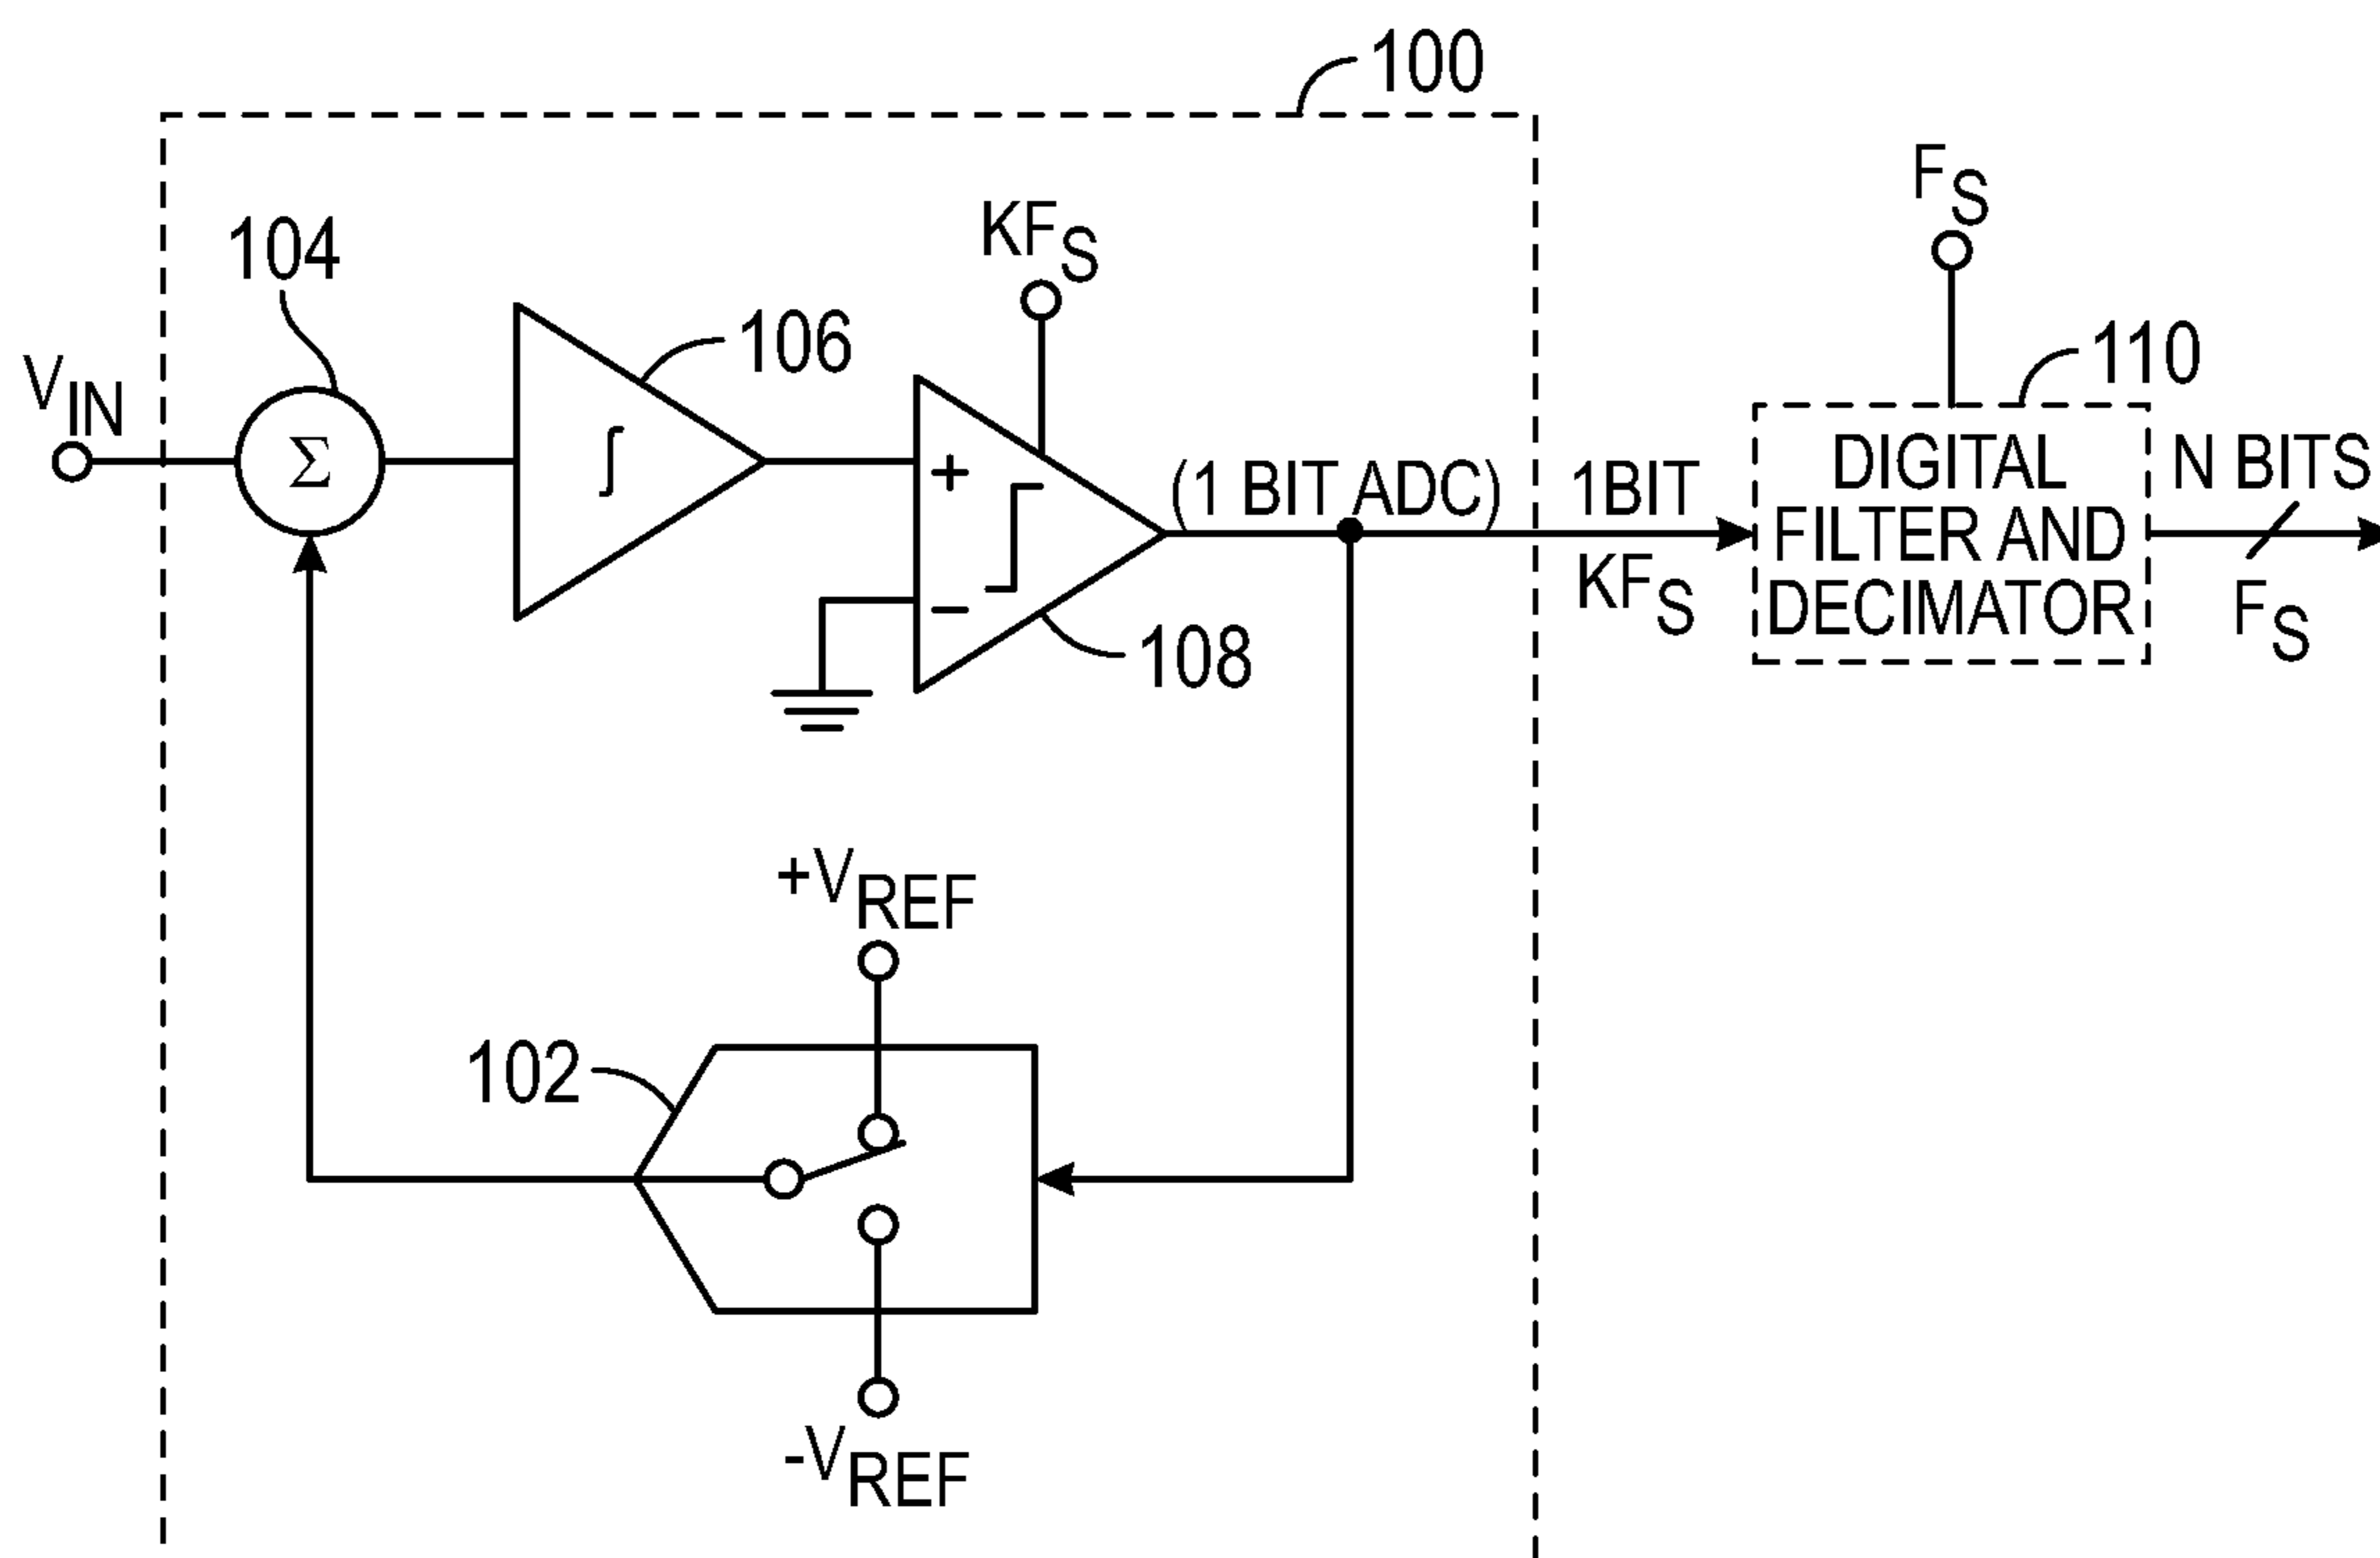 100
104
KFS
FS
106
110
VIN
Σ
∫
+
(1 BIT ADC)
1BIT
KFS
DIGITAL
FILTER AND
DECIMATOR
N BITS
FS
−
108
+VREF
102
-VREF